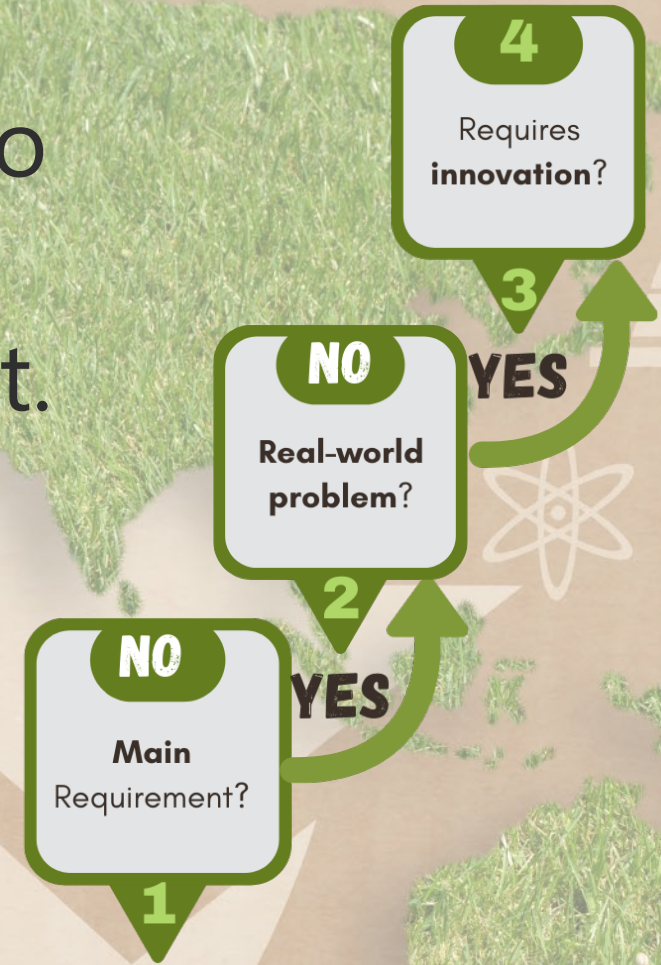 o
t.
4
Requires
innovation?
3
YES
NO
Real-world
problem?
2
YES
NO
Main
Requirement?
1